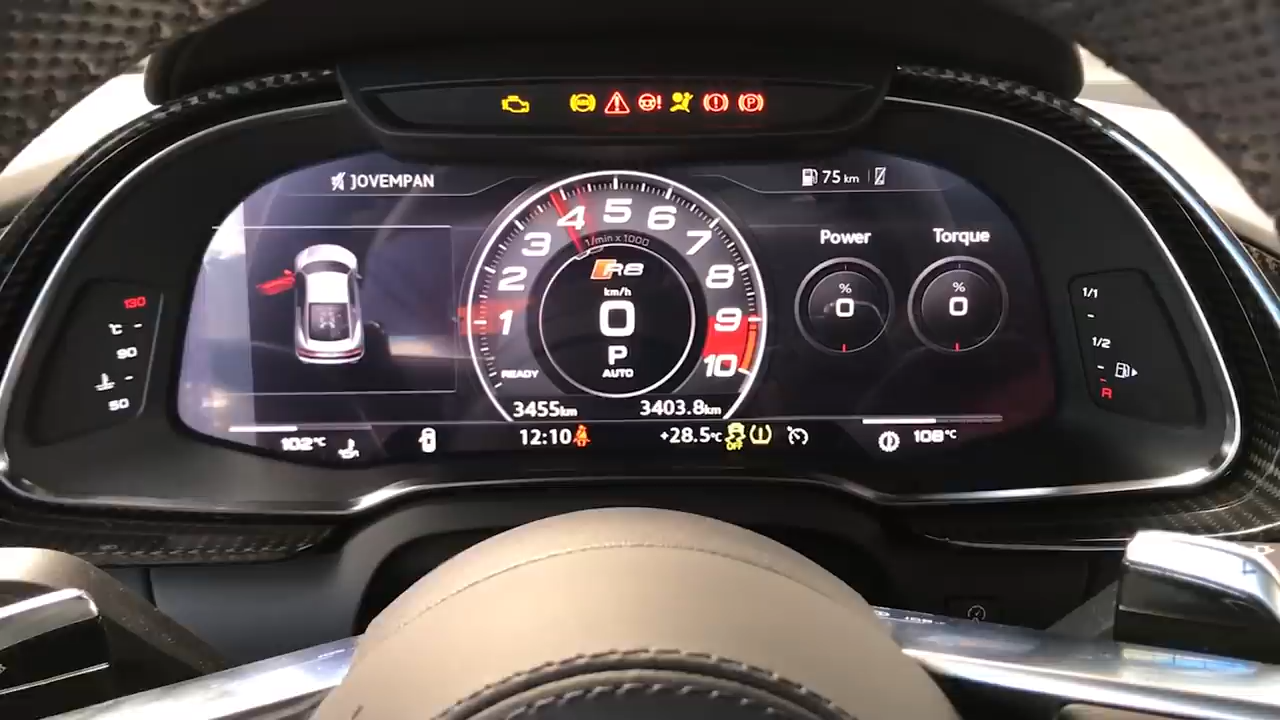 ABS
!
P
JOVEMPAN
75 km
1 2 3 4 5 6 7 8 9 10
1/min x 1000
R8
km/h
0
P
AUTO
READY
Power
% 0
Torque
% 0
130
°C
90
50
1/1
1/2
R
3455km
3403.8km
102°C
12:10
+28.5°C
OFF
108°C